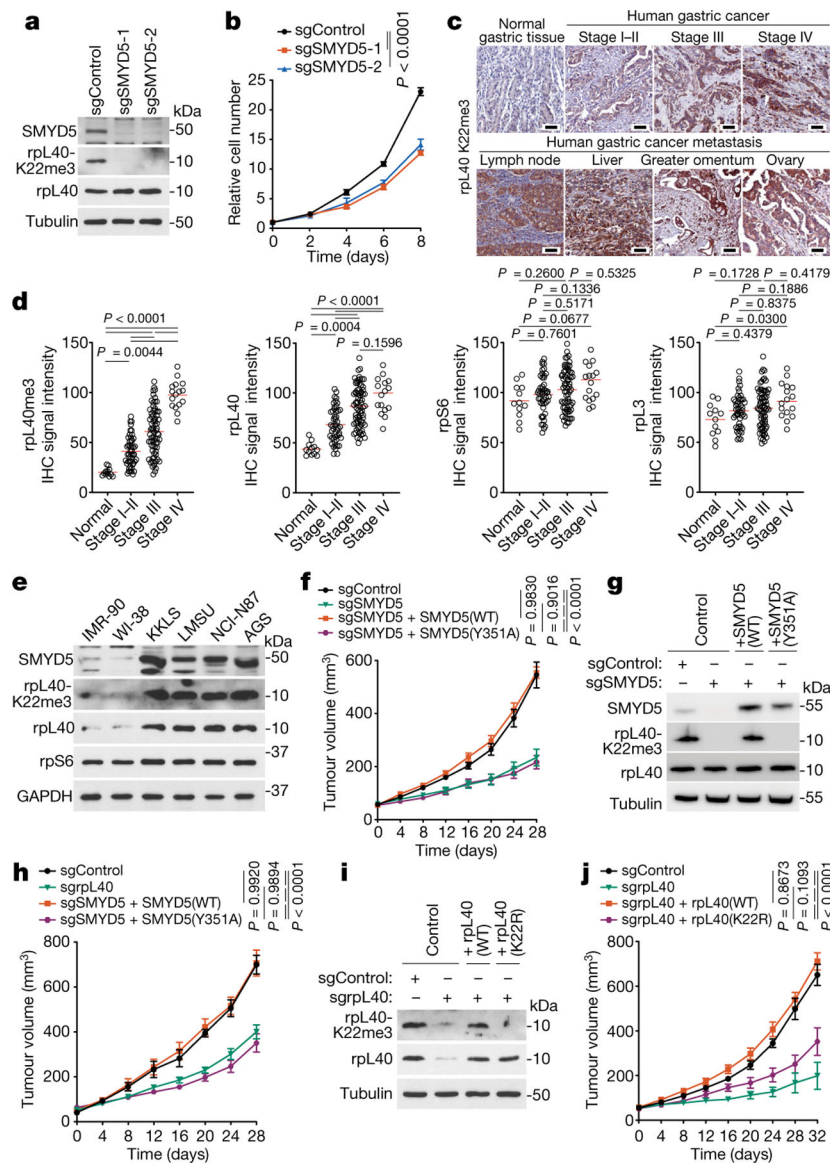 a
sgControl
sgSMYD5-1
sgSMYD5-2
kDa
SMYD5
-50
rpL40-
K22me3
-10
rpL40
-10
Tubulin
-50
b
sgControl
sgSMYD5-1
sgSMYD5-2
P < 0.0001
Relative cell number
25
20
15
10
5
0
0 2 4 6 8
Time (days)
c
Normal
gastric tissue
Human gastric cancer
Stage I–II
Stage III
Stage IV
rpL40 K22me3
Human gastric cancer metastasis
Lymph node
Liver
Greater omentum
Ovary
d
P < 0.0001
P = 0.0044
rpL40me3
IHC signal intensity
150
100
50
0
Normal
Stage I–II
Stage III
Stage IV
P < 0.0001
P = 0.0004
P = 0.1596
rpL40
IHC signal intensity
150
100
50
0
Normal
Stage I–II
Stage III
Stage IV
P = 0.2600
P = 0.5325
P = 0.1336
P = 0.5171
P = 0.0677
P = 0.7601
rpS6
IHC signal intensity
150
100
50
0
Normal
Stage I–II
Stage III
Stage IV
P = 0.1728
P = 0.4179
P = 0.1886
P = 0.8375
P = 0.0300
P = 0.4379
rpL3
IHC signal intensity
150
100
50
0
Normal
Stage I–II
Stage III
Stage IV
e
IMR-90
WI-38
KKLS
LMSU
NCI-N87
AGS
kDa
SMYD5
-50
rpL40-
K22me3
-10
rpL40
-10
rpS6
-37
GAPDH
-37
f
sgControl
sgSMYD5
sgSMYD5 + SMYD5(WT)
sgSMYD5 + SMYD5(Y351A)
P = 0.9830
P = 0.9016
P < 0.0001
Tumour volume (mm³)
600
400
200
0
0 4 8 12 16 20 24 28
Time (days)
g
Control
+SMYD5
(WT)
+SMYD5
(Y351A)
sgControl: + – – –
sgSMYD5: – + + +
kDa
SMYD5
-55
rpL40-
K22me3
-10
rpL40
-10
Tubulin
-55
h
sgControl
sgrpL40
sgSMYD5 + SMYD5(WT)
sgSMYD5 + SMYD5(Y351A)
P = 0.9920
P = 0.9894
P < 0.0001
Tumour volume (mm³)
800
600
400
200
0
0 4 8 12 16 20 24 28
Time (days)
i
Control
+ rpL40
(WT)
+ rpL40
(K22R)
sgControl: + – – –
sgrpL40: – + + +
kDa
rpL40-
K22me3
-10
rpL40
-10
Tubulin
-50
j
sgControl
sgrpL40
sgrpL40 + rpL40(WT)
sgrpL40 + rpL40(K22R)
P = 0.8673
P = 0.1093
P < 0.0001
Tumour volume (mm³)
800
600
400
200
0
0 4 8 12 16 20 24 28 32
Time (days)